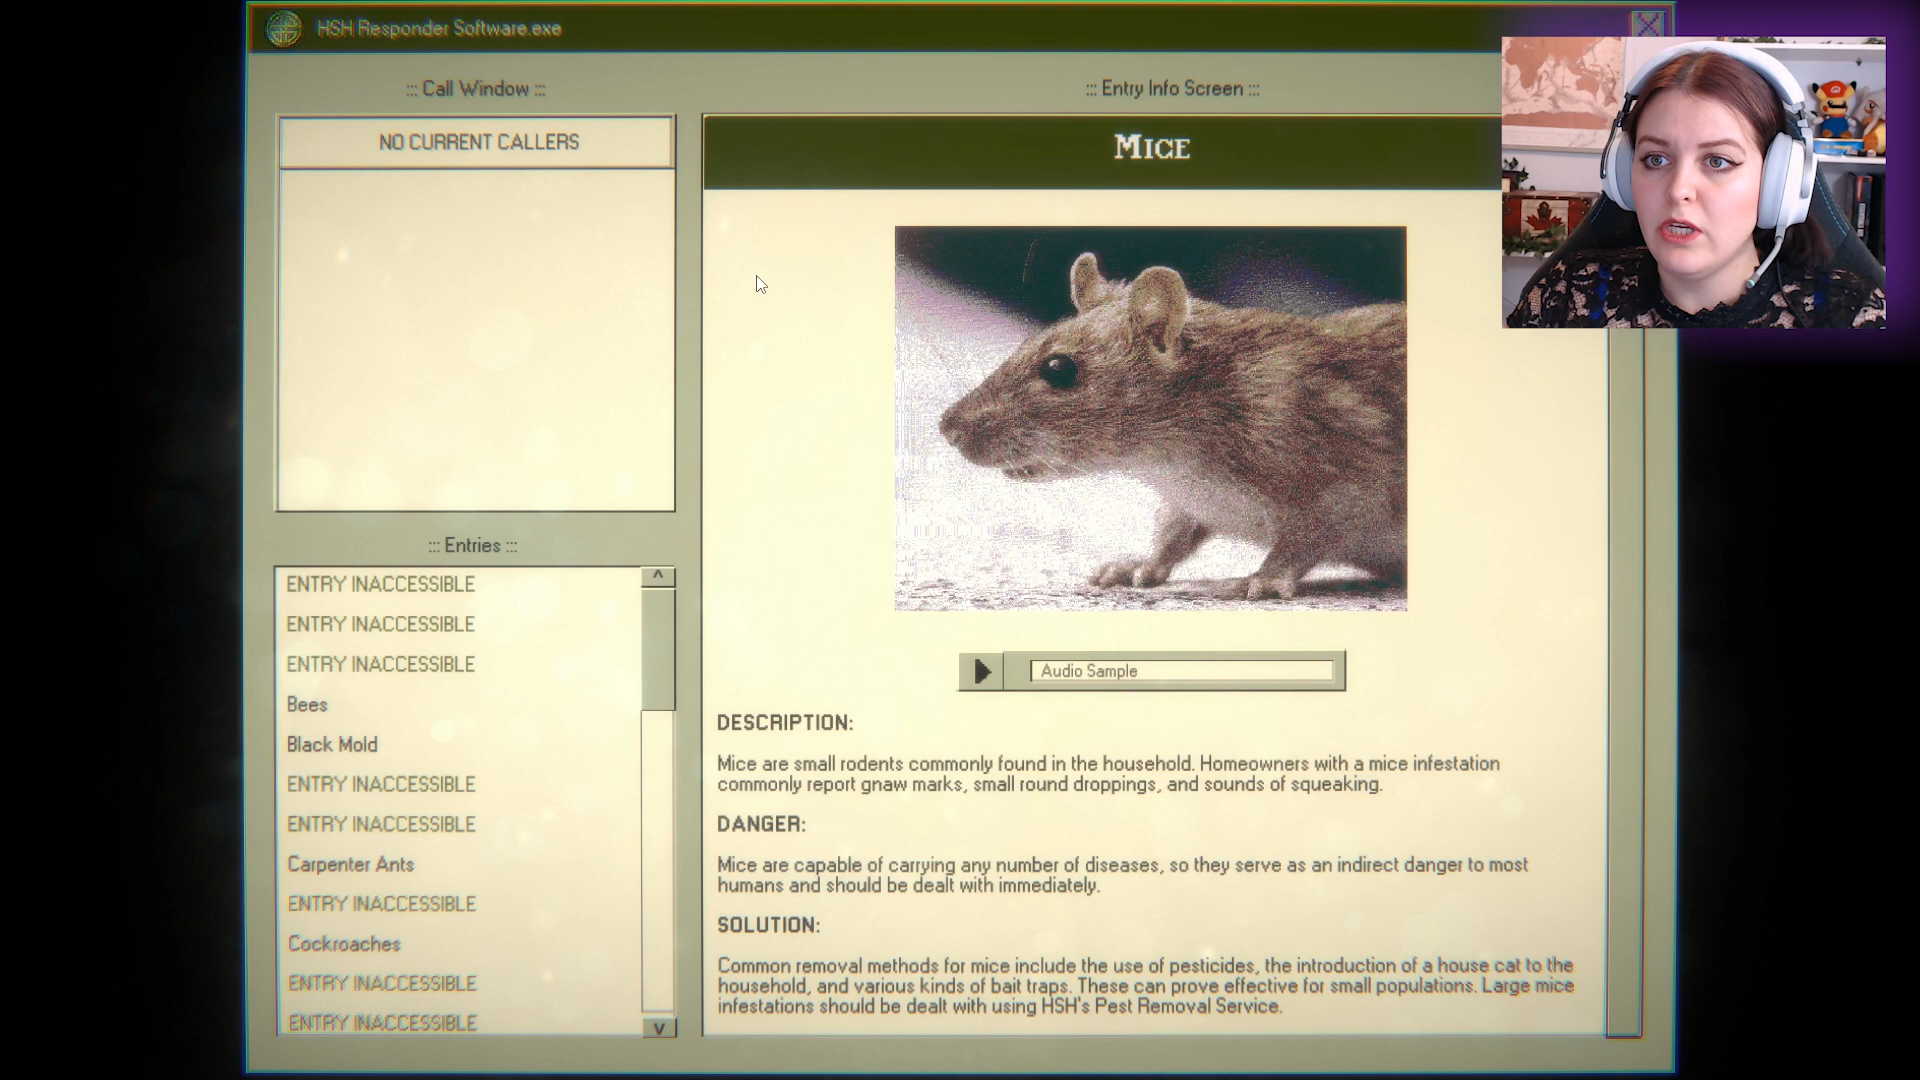 HSH Responder Software.exe
::: Call Window :::
NO CURRENT CALLERS
::: Entries :::
ENTRY INACCESSIBLE
ENTRY INACCESSIBLE
ENTRY INACCESSIBLE
Bees
Black Mold
ENTRY INACCESSIBLE
ENTRY INACCESSIBLE
Carpenter Ants
ENTRY INACCESSIBLE
Cockroaches
ENTRY INACCESSIBLE
ENTRY INACCESSIBLE
::: Entry Info Screen :::
MICE
Audio Sample
DESCRIPTION:
Mice are small rodents commonly found in the household. Homeowners with a mice infestation
commonly report gnaw marks, small round droppings, and sounds of squeaking.
DANGER:
Mice are capable of carrying any number of diseases, so they serve as an indirect danger to most
humans and should be dealt with immediately.
SOLUTION:
Common removal methods for mice include the use of pesticides, the introduction of a house cat to the
household, and various kinds of bait traps. These can prove effective for small populations. Large mice
infestations should be dealt with using HSH's Pest Removal Service.